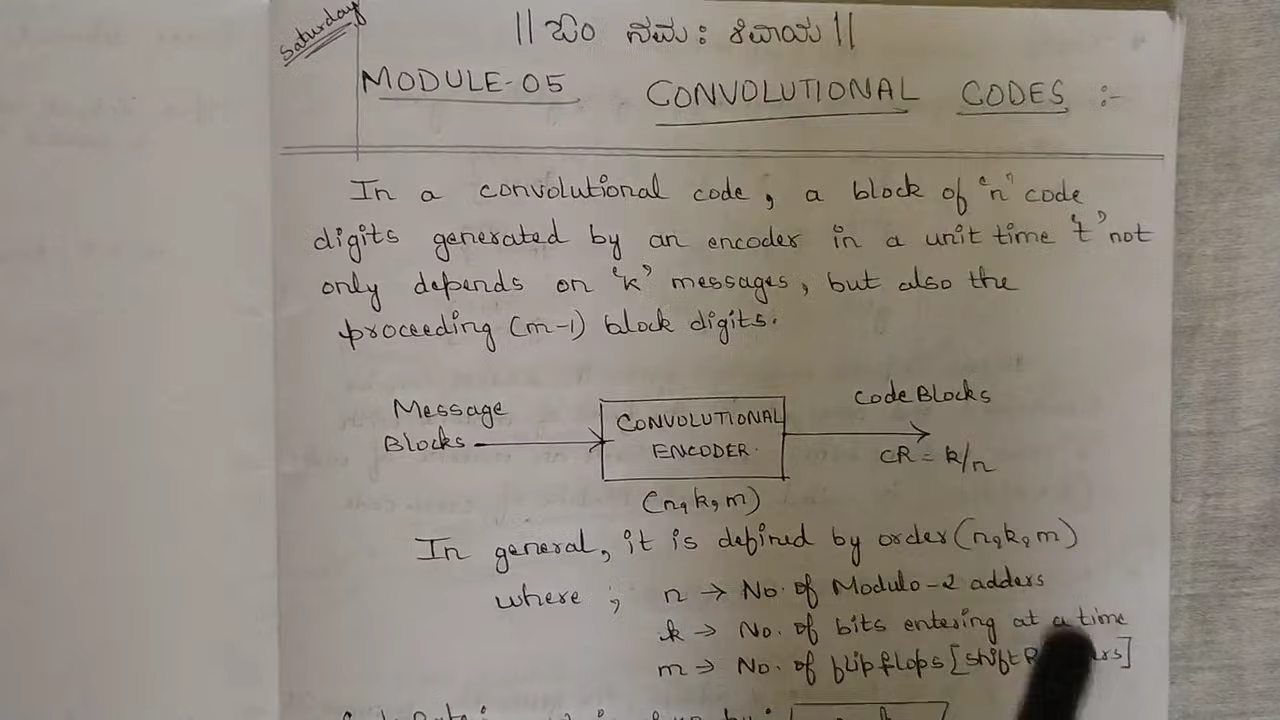 Saturday
|| ಓಂ ನಮಃ ಶಿವಾಯ ||
MODULE-05 CONVOLUTIONAL CODES :-
In a convolutional code, a block of 'n' code
digits generated by an encoder in a unit time 't' not
only depends on 'k' messages, but also the
proceeding (m-1) block digits.
Message
Blocks
CONVOLUTIONAL
ENCODER.
(n,k,m)
Code Blocks
CR = k/n
In general, it is defined by order (n,k,m)
where ; n → No. of Modulo-2 adders
k → No. of bits entering at a time
m → No. of flipflops [shift